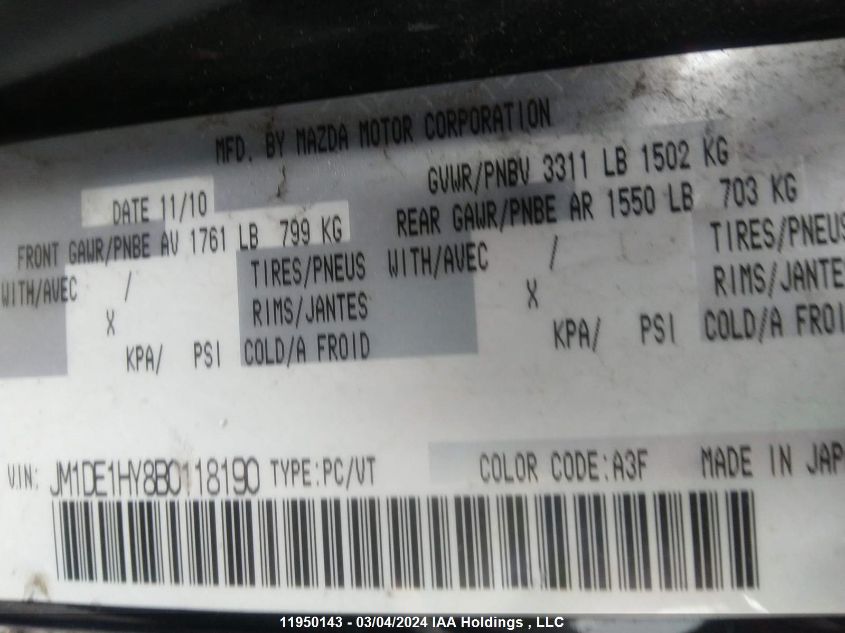 MFD. BY MAZDA MOTOR CORPORATION
DATE 11/10 GVWR/PNBV 3311 LB 1502 KG
FRONT GAWR/PNBE AV 1761 LB 799 KG REAR GAWR/PNBE AR 1550 LB 703 KG
WITH/AVEC / TIRES/PNEUS WITH/AVEC / TIRES/PNEUS
X RIMS/JANTES X RIMS/JANTE
KPA/ PSI COLD/A FROID KPA/ PSI COLD/A FROI
VIN: JM1DE1HY8B0118190 TYPE:PC/VT COLOR CODE:A3F MADE IN JAP
11950143 - 03/04/2024 IAA Holdings , LLC